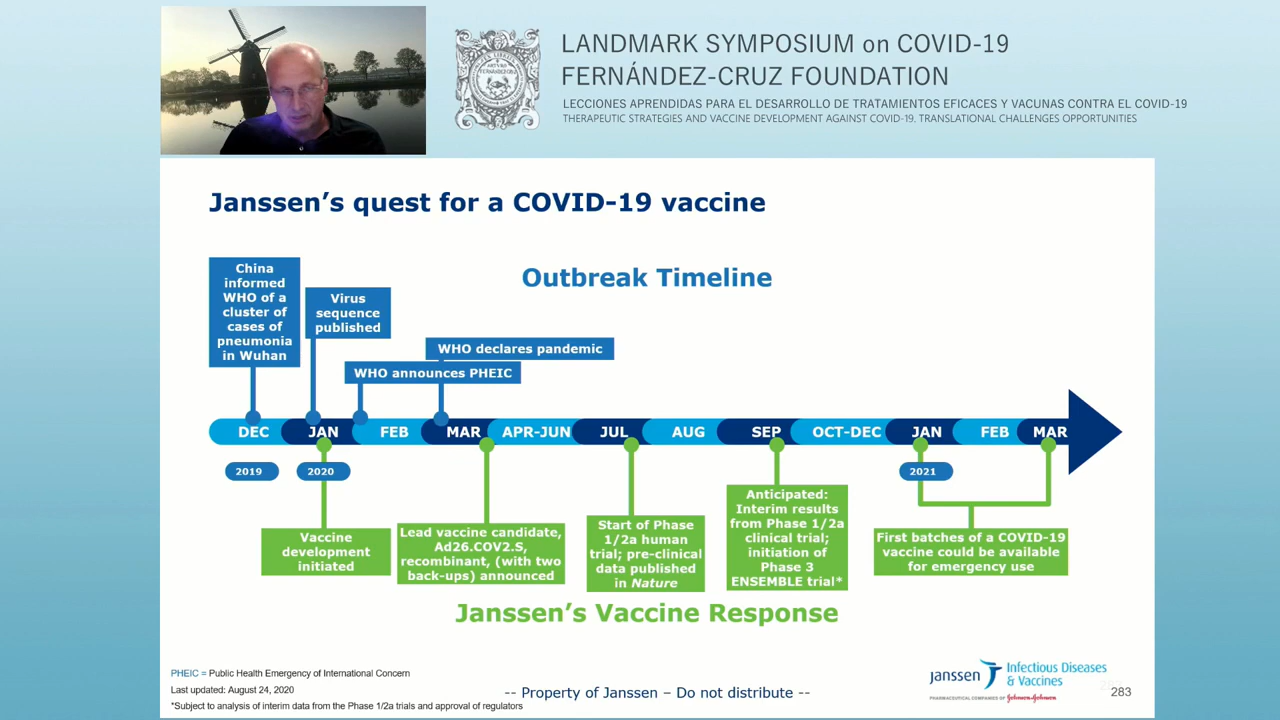 LANDMARK SYMPOSIUM on COVID-19
FERNÁNDEZ-CRUZ FOUNDATION
LECCIONES APRENDIDAS PARA EL DESARROLLO DE TRATAMIENTOS EFICACES Y VACUNAS CONTRA EL COVID-19
THERAPEUTIC STRATEGIES AND VACCINE DEVELOPMENT AGAINST COVID-19. TRANSLATIONAL CHALLENGES OPPORTUNITIES
Janssen’s quest for a COVID-19 vaccine
Outbreak Timeline
China
informed
WHO of a
cluster of
cases of
pneumonia
in Wuhan
Virus
sequence
published
WHO declares pandemic
WHO announces PHEIC
DEC JAN FEB MAR APR-JUN JUL AUG SEP OCT-DEC JAN FEB MAR
2019 2020 2021
Vaccine
development
initiated
Lead vaccine candidate,
Ad26.COV2.S,
recombinant, (with two
back-ups) announced
Start of Phase
1/2a human
trial; pre-clinical
data published
in Nature
Anticipated:
Interim results
from Phase 1/2a
clinical trial;
initiation of
Phase 3
ENSEMBLE trial*
First batches of a COVID-19
vaccine could be available
for emergency use
Janssen’s Vaccine Response
PHEIC = Public Health Emergency of International Concern
Last updated: August 24, 2020
*Subject to analysis of interim data from the Phase 1/2a trials and approval of regulators
-- Property of Janssen – Do not distribute --
janssen Infectious Diseases
& Vaccines
PHARMACEUTICAL COMPANIES OF Johnson & Johnson
283